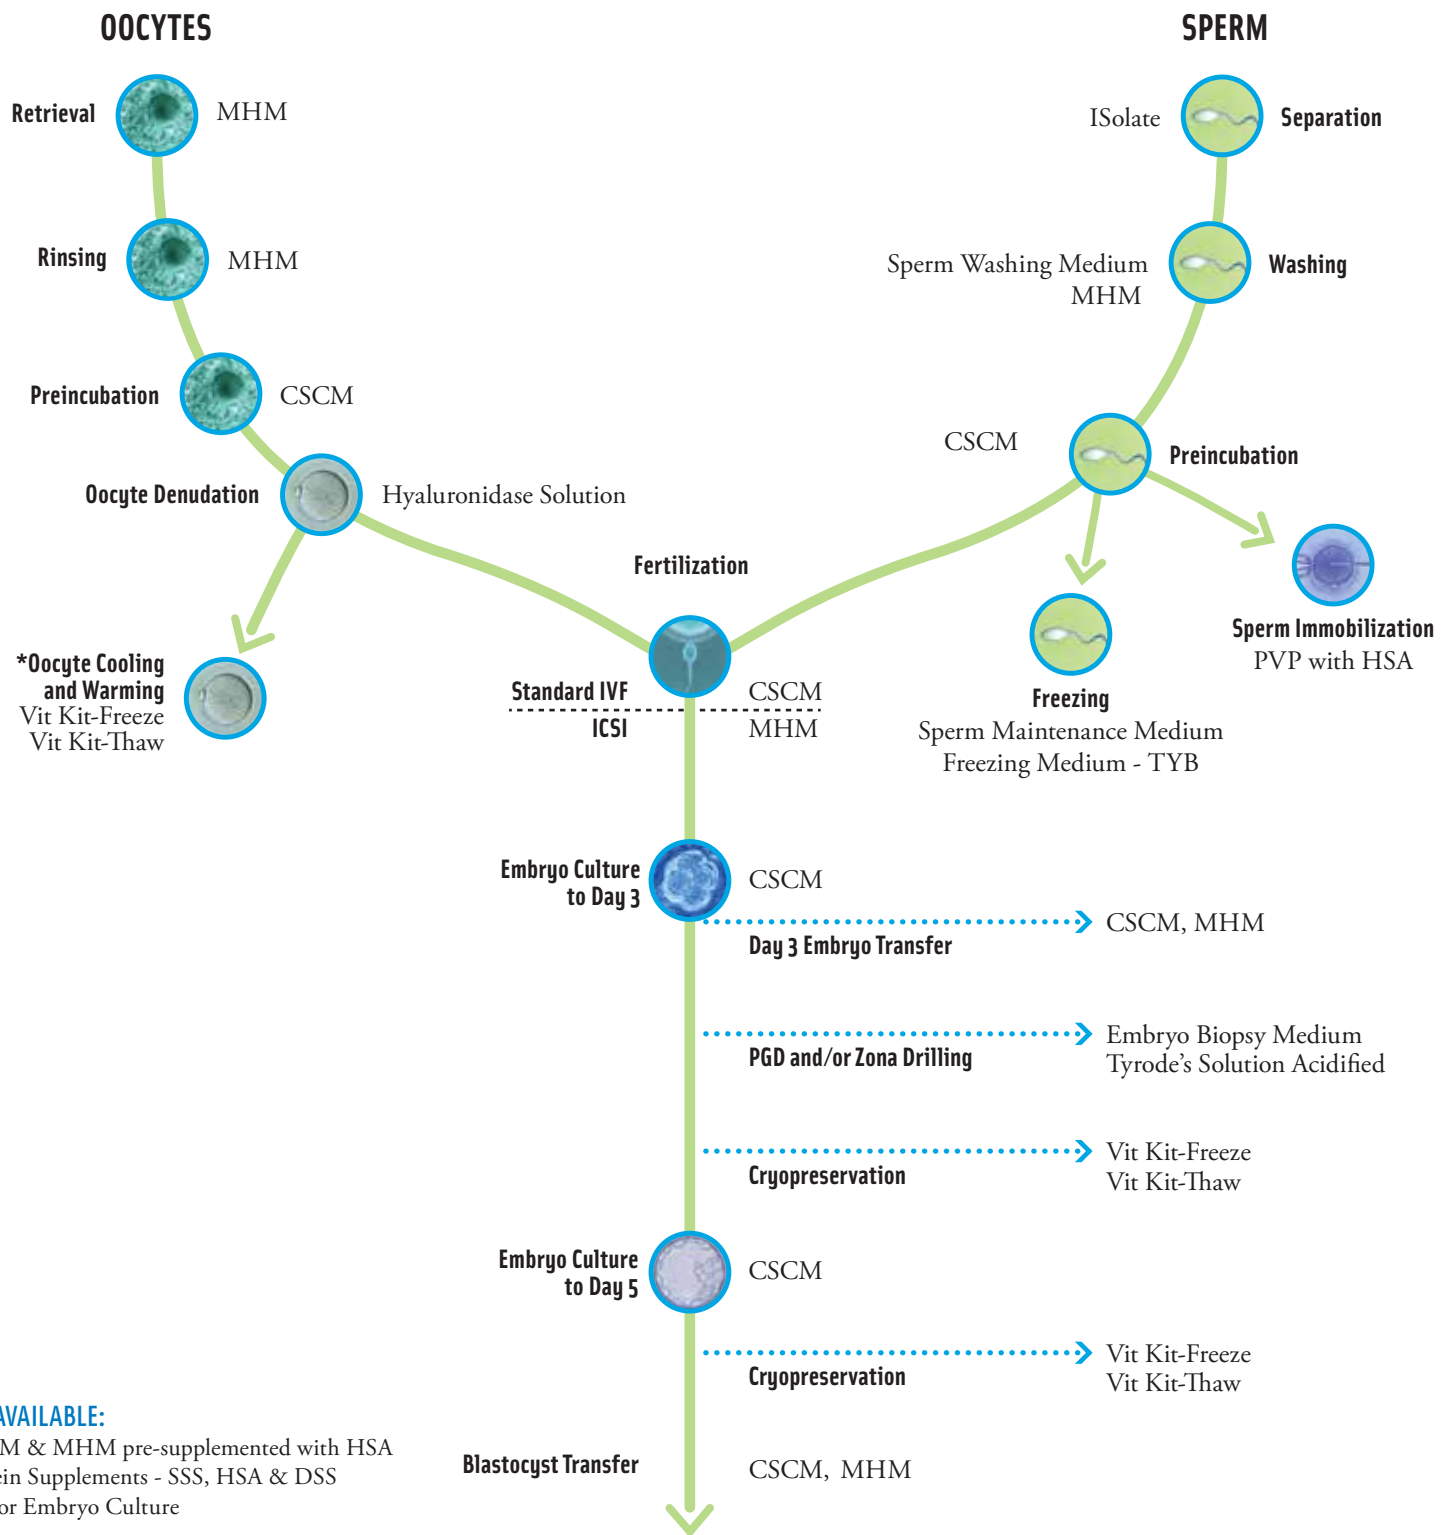 OOCYTES
Retrieval
MHM
Rinsing
MHM
Preincubation
CSCM
Oocyte Denudation
Hyaluronidase Solution
*Oocyte Cooling
and Warming
Vit Kit-Freeze
Vit Kit-Thaw
SPERM
ISolate
Separation
Sperm Washing Medium
MHM
Washing
CSCM
Preincubation
Sperm Immobilization
PVP with HSA
Freezing
Sperm Maintenance Medium
Freezing Medium - TYB
Fertilization
Standard IVF
CSCM
ICSI
MHM
Embryo Culture
to Day 3
CSCM
Day 3 Embryo Transfer
CSCM, MHM
PGD and/or Zona Drilling
Embryo Biopsy Medium
Tyrode's Solution Acidified
Cryopreservation
Vit Kit-Freeze
Vit Kit-Thaw
Embryo Culture
to Day 5
CSCM
Cryopreservation
Vit Kit-Freeze
Vit Kit-Thaw
Blastocyst Transfer
CSCM, MHM
AVAILABLE:
& MHM pre-supplemented with HSA
Supplements - SSS, HSA & DSS
or Embryo Culture